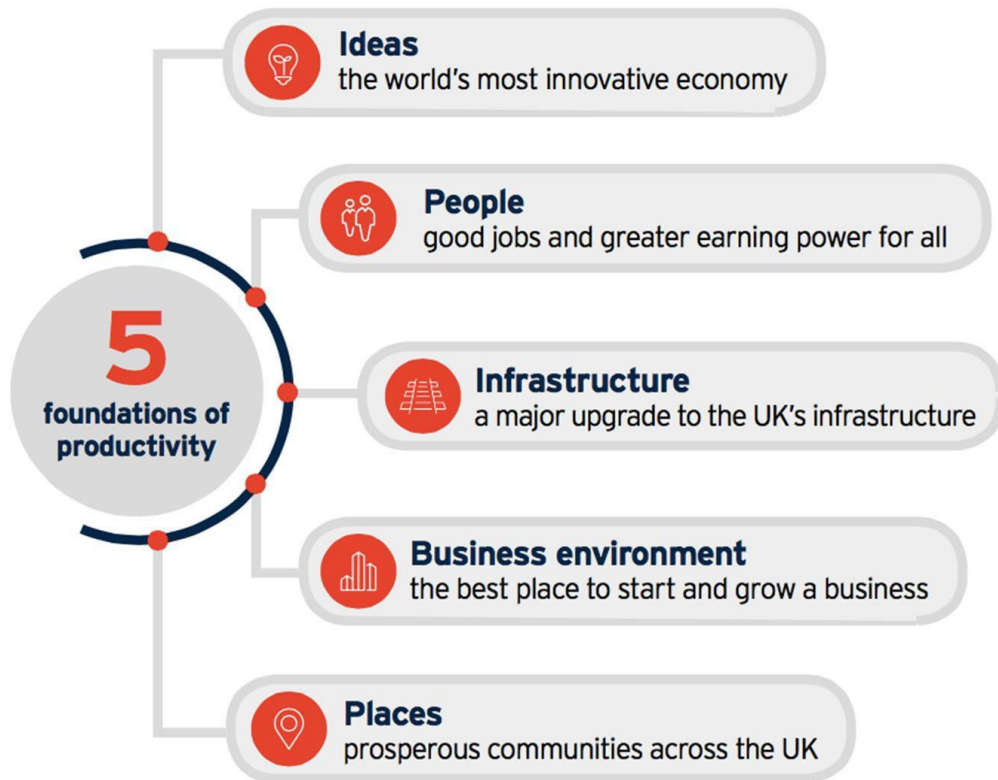 Ideas
the world's most innovative economy
People
good jobs and greater earning power for all
5
foundations of
productivity
Infrastructure
a major upgrade to the UK's infrastructure
Business environment
the best place to start and grow a business
Places
prosperous communities across the UK